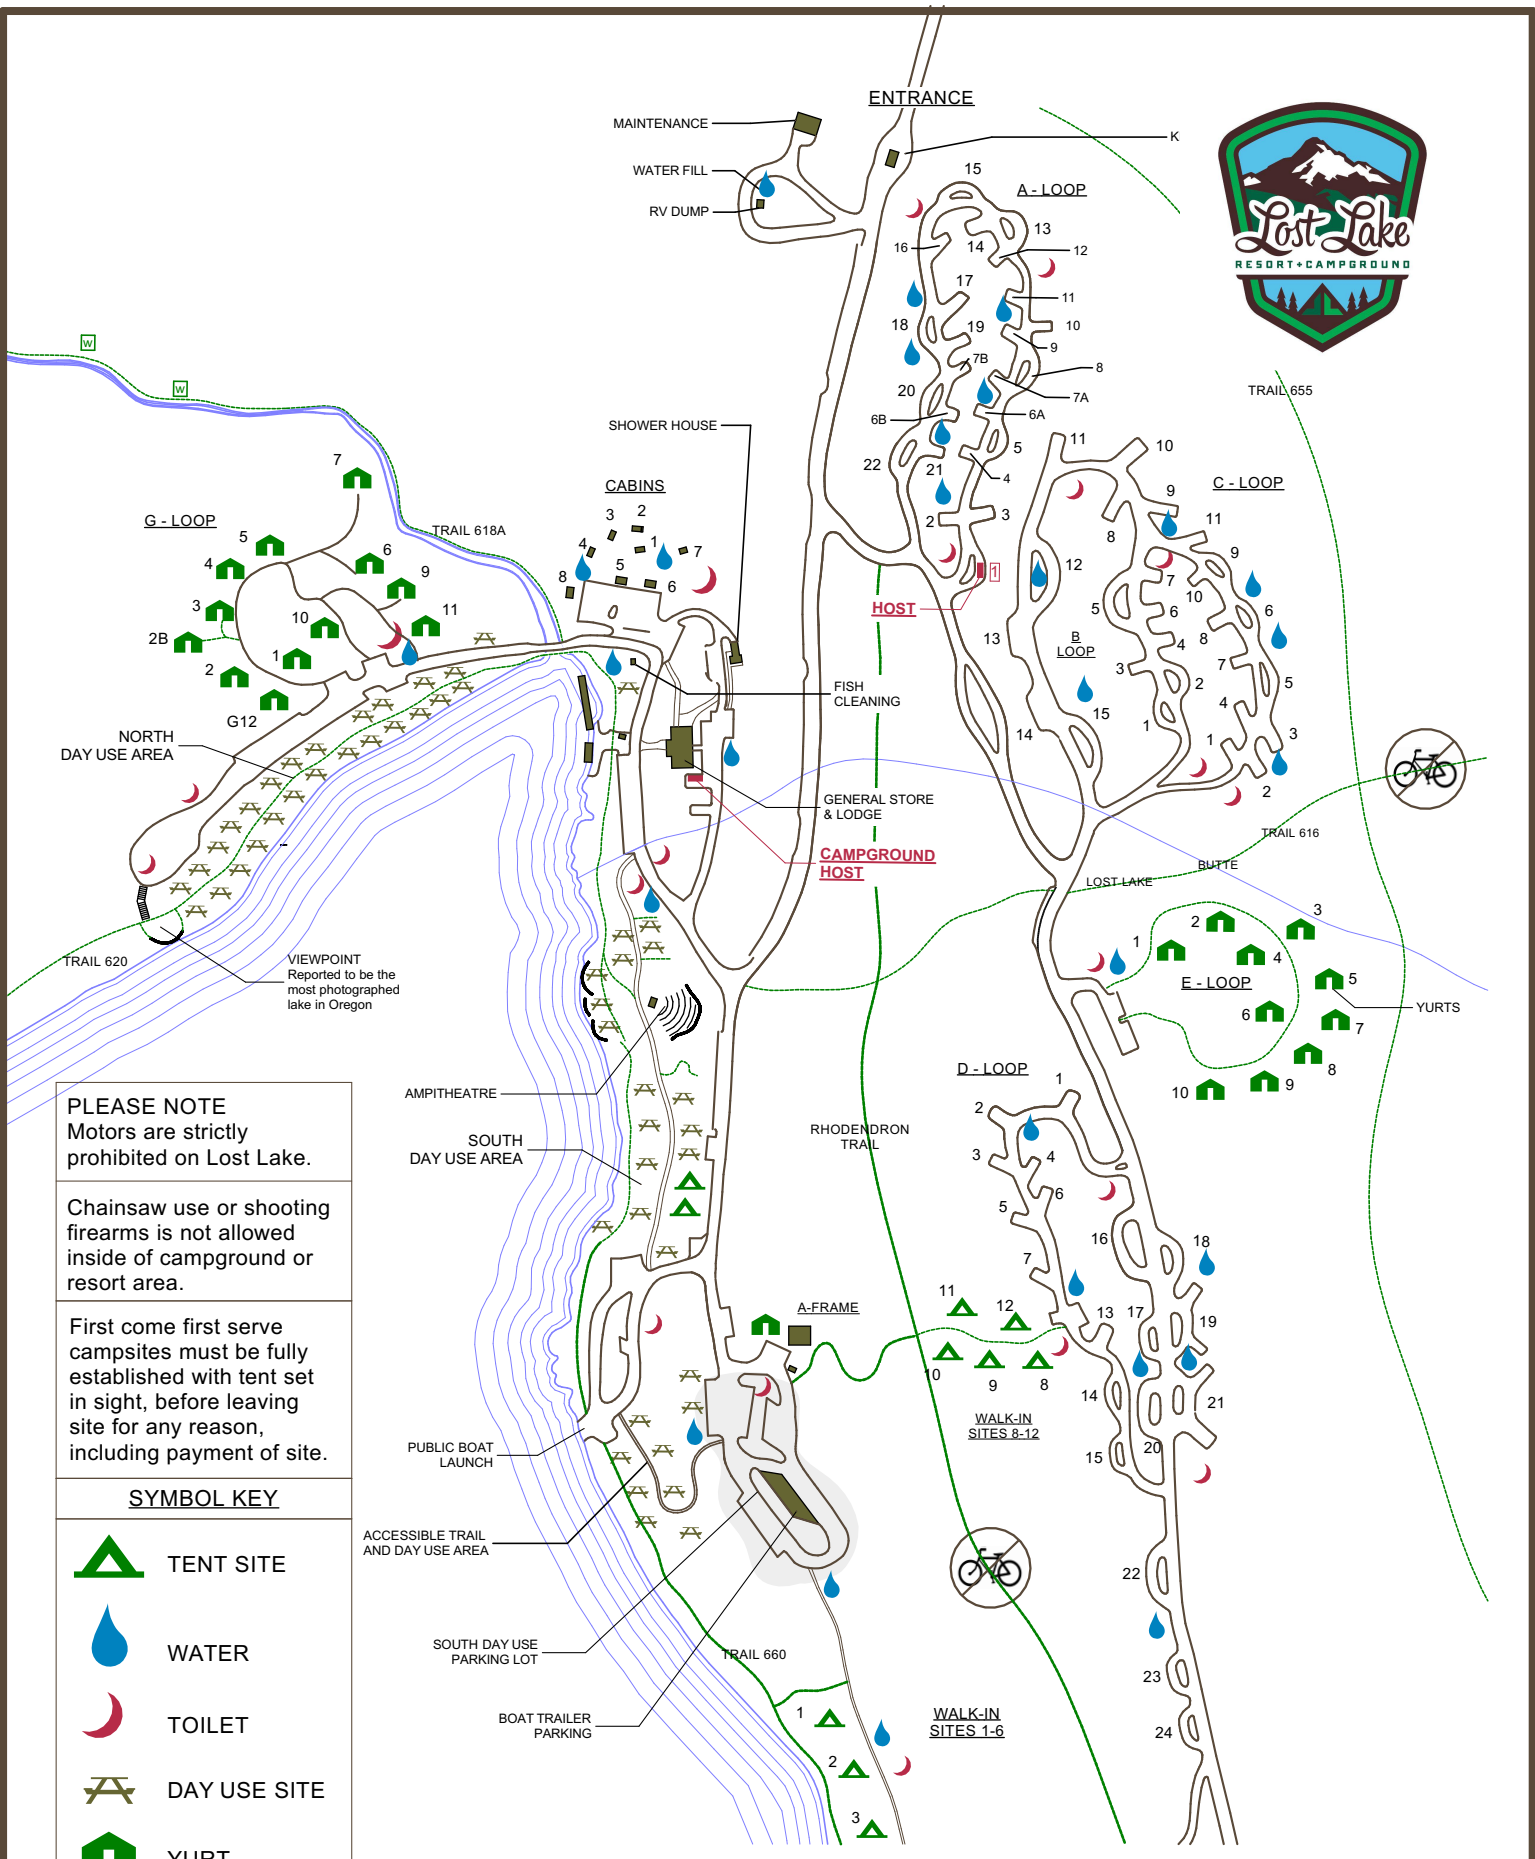 ENTRANCE
MAINTENANCE
K
WATER FILL
RV DUMP
Lost Lake
RESORT+CAMPGROUND
A - LOOP
15
13
16
14
12
17
11
18
19
10
9
7B
8
20
7A
6B
6A
5
22
21
4
2
3
1
HOST
W
W
TRAIL 655
SHOWER HOUSE
CABINS
3
2
4
1
7
5
8
6
G - LOOP
7
TRAIL 618A
5
6
4
9
3
10
11
2B
1
2
G12
C - LOOP
11
10
9
8
11
9
12
7
10
6
5
6
13
B
LOOP
4
8
3
7
2
5
15
4
1
14
1
3
2
FISH
CLEANING
NORTH
DAY USE AREA
GENERAL STORE
& LODGE
CAMPGROUND
HOST
TRAIL 616
BUTTE
LOST LAKE
TRAIL 620
VIEWPOINT
Reported to be the
most photographed
lake in Oregon
1
2
3
4
E - LOOP
5
YURTS
6
7
8
9
10
AMPITHEATRE
SOUTH
DAY USE AREA
RHODENDRON
TRAIL
D - LOOP
1
2
3
4
5
6
7
16
18
17
13
19
14
21
15
20
22
23
24
A-FRAME
11
12
10
9
8
WALK-IN
SITES 8-12
PLEASE NOTE
Motors are strictly
prohibited on Lost Lake.
Chainsaw use or shooting
firearms is not allowed
inside of campground or
resort area.
First come first serve
campsites must be fully
established with tent set
in sight, before leaving
site for any reason,
including payment of site.
SYMBOL KEY
TENT SITE
WATER
TOILET
DAY USE SITE
YURT
PUBLIC BOAT
LAUNCH
ACCESSIBLE TRAIL
AND DAY USE AREA
SOUTH DAY USE
PARKING LOT
TRAIL 660
BOAT TRAILER
PARKING
WALK-IN
SITES 1-6
1
2
3